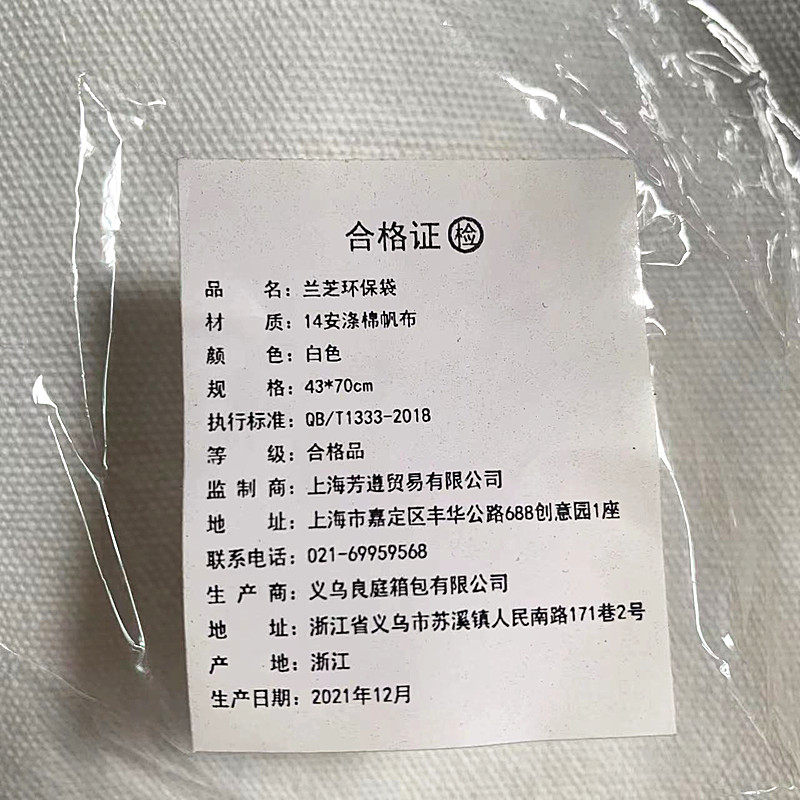 合格证 检
品名：兰芝环保袋
材质：14安涤棉帆布
颜色：白色
规格：43*70cm
执行标准：QB/T1333-2018
等级：合格品
监制商：上海芳遵贸易有限公司
地址：上海市嘉定区丰华公路688创意园1座
联系电话：021-69959568
生产商：义乌良庭箱包有限公司
地址：浙江省义乌市苏溪镇人民南路171巷2号
产地：浙江
生产日期：2021年12月